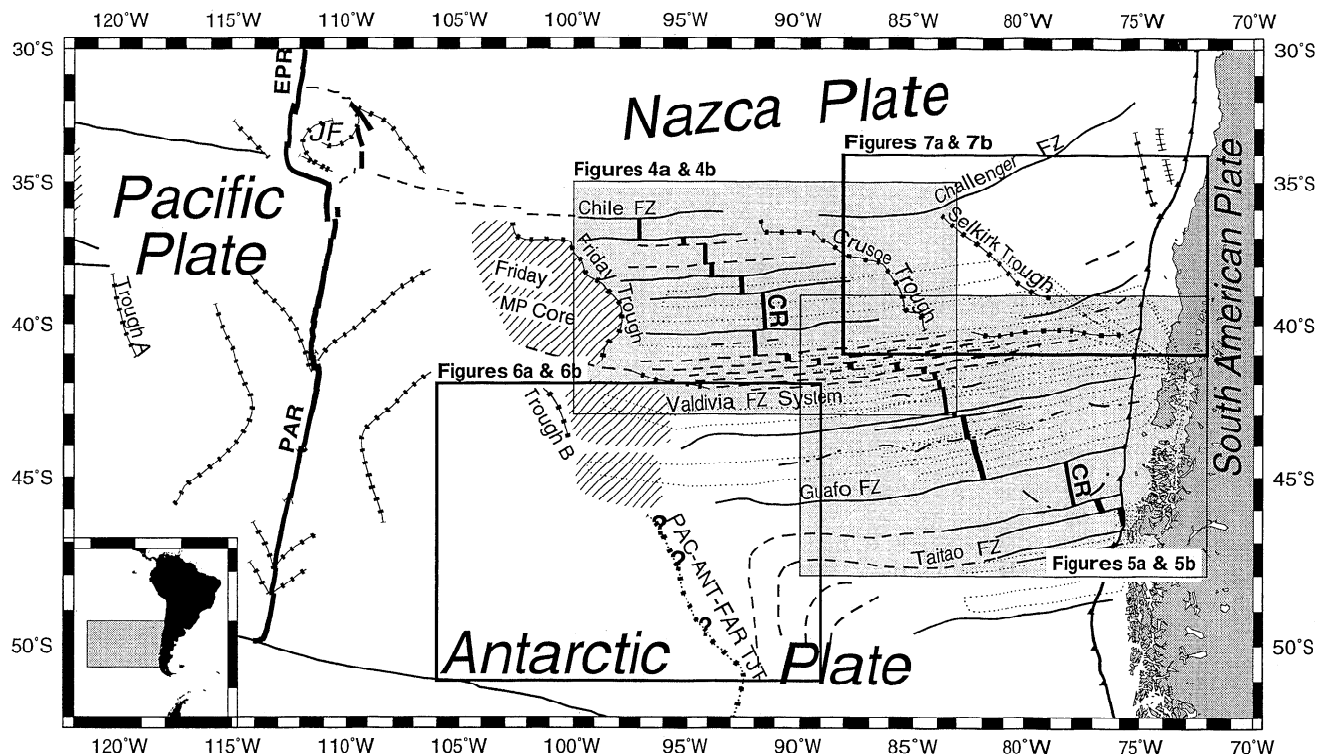 120°W 115°W 110°W 105°W 100°W 95°W 90°W 85°W 80°W 75°W 70°W
30°S
30°S
EPR
JF
Nazca Plate
Figures 7a & 7b
Figures 4a & 4b
Challenger FZ
35°S
35°S
Pacific
Plate
Chile FZ
Selkirk Trough
Crusoe Trough
Friday Trough
Friday
MP Core
Trough A
CR
South American Plate
40°S
40°S
Figures 6a & 6b
Valdivia FZ System
Trough B
PAR
45°S
45°S
Guafo FZ
CR
PAC-ANT-FAR TJT
?
?
?
Taitao FZ
Figures 5a & 5b
50°S
50°S
Antarctic Plate
120°W 115°W 110°W 105°W 100°W 95°W 90°W 85°W 80°W 75°W 70°W